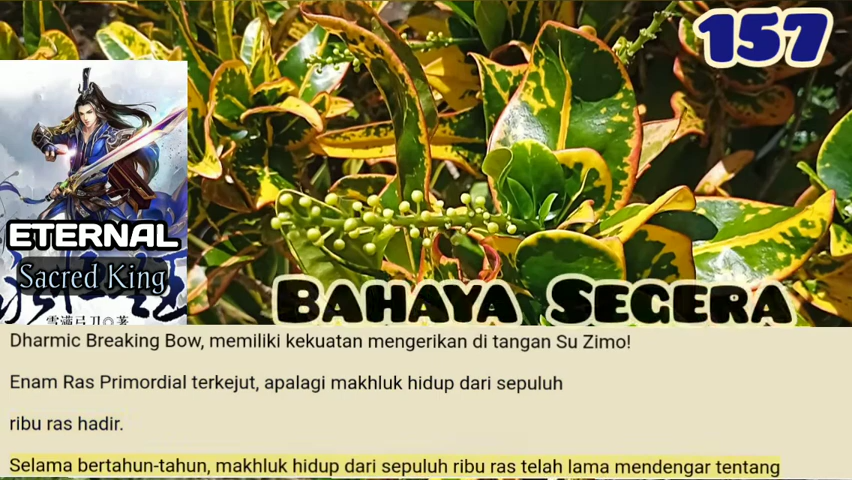 157
ETERNAL
Sacred King
BAHAYA SEGERA
Dharmic Breaking Bow, memiliki kekuatan mengerikan di tangan Su Zimo!
Enam Ras Primordial terkejut, apalagi makhluk hidup dari sepuluh
ribu ras hadir.
Selama bertahun-tahun, makhluk hidup dari sepuluh ribu ras telah lama mendengar tentang